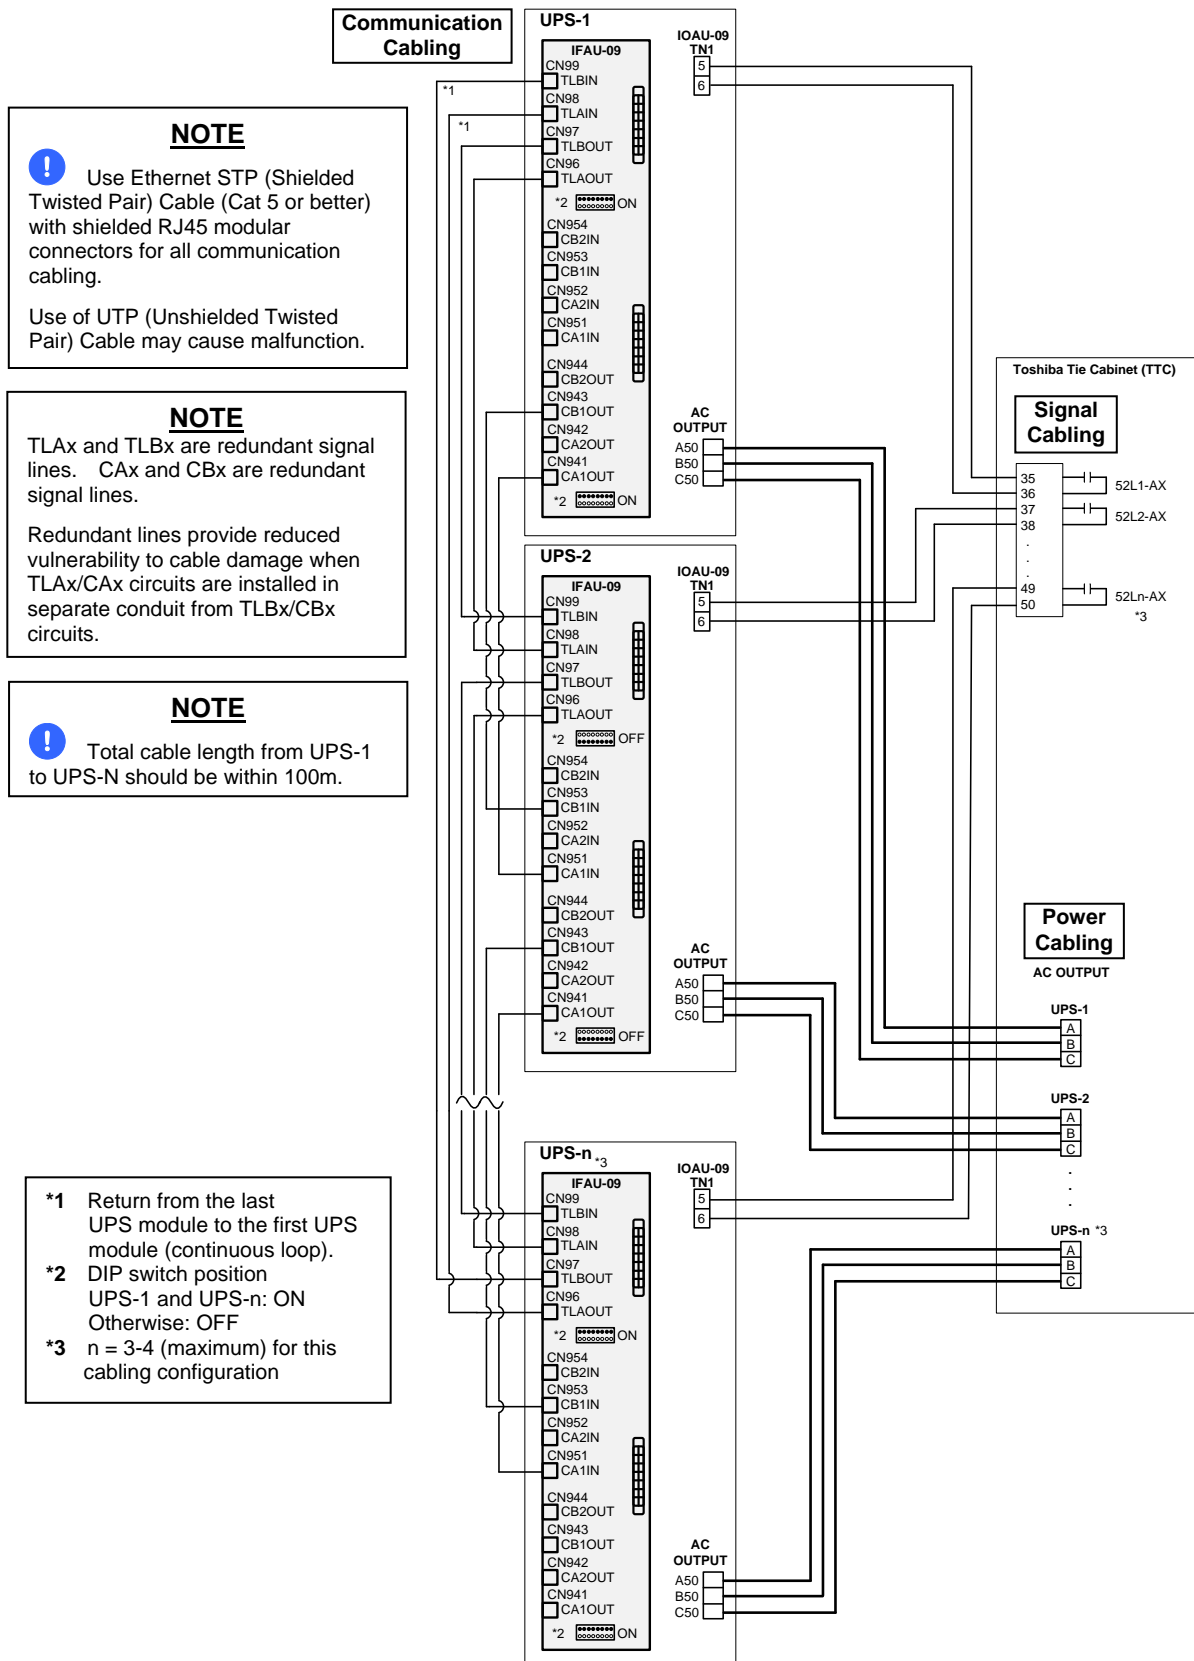 Communication
Cabling
NOTE
! Use Ethernet STP (Shielded
Twisted Pair) Cable (Cat 5 or better)
with shielded RJ45 modular
connectors for all communication
cabling.
Use of UTP (Unshielded Twisted
Pair) Cable may cause malfunction.
NOTE
TLAx and TLBx are redundant signal
lines. CAx and CBx are redundant
signal lines.
Redundant lines provide reduced
vulnerability to cable damage when
TLAx/CAx circuits are installed in
separate conduit from TLBx/CBx
circuits.
NOTE
! Total cable length from UPS-1
to UPS-N should be within 100m.
*1 Return from the last
UPS module to the first UPS
module (continuous loop).
*2 DIP switch position
UPS-1 and UPS-n: ON
Otherwise: OFF
*3 n = 3-4 (maximum) for this
cabling configuration
*1
*1
UPS-1
IFAU-09
CN99
TLBIN
CN98
TLAIN
CN97
TLBOUT
CN96
TLAOUT
*2 ON
CN954
CB2IN
CN953
CB1IN
CN952
CA2IN
CN951
CA1IN
CN944
CB2OUT
CN943
CB1OUT
CN942
CA2OUT
CN941
CA1OUT
*2 ON
IOAU-09
TN1
5
6
AC
OUTPUT
A50
B50
C50
UPS-2
IFAU-09
CN99
TLBIN
CN98
TLAIN
CN97
TLBOUT
CN96
TLAOUT
*2 OFF
CN954
CB2IN
CN953
CB1IN
CN952
CA2IN
CN951
CA1IN
CN944
CB2OUT
CN943
CB1OUT
CN942
CA2OUT
CN941
CA1OUT
*2 OFF
IOAU-09
TN1
5
6
AC
OUTPUT
A50
B50
C50
UPS-n *3
IFAU-09
CN99
TLBIN
CN98
TLAIN
CN97
TLBOUT
CN96
TLAOUT
*2 ON
CN954
CB2IN
CN953
CB1IN
CN952
CA2IN
CN951
CA1IN
CN944
CB2OUT
CN943
CB1OUT
CN942
CA2OUT
CN941
CA1OUT
*2 ON
IOAU-09
TN1
5
6
AC
OUTPUT
A50
B50
C50
Toshiba Tie Cabinet (TTC)
Signal
Cabling
35
36
52L1-AX
37
38
52L2-AX
.
.
.
49
50
52Ln-AX
*3
Power
Cabling
AC OUTPUT
UPS-1
A
B
C
UPS-2
A
B
C
.
.
.
UPS-n *3
A
B
C